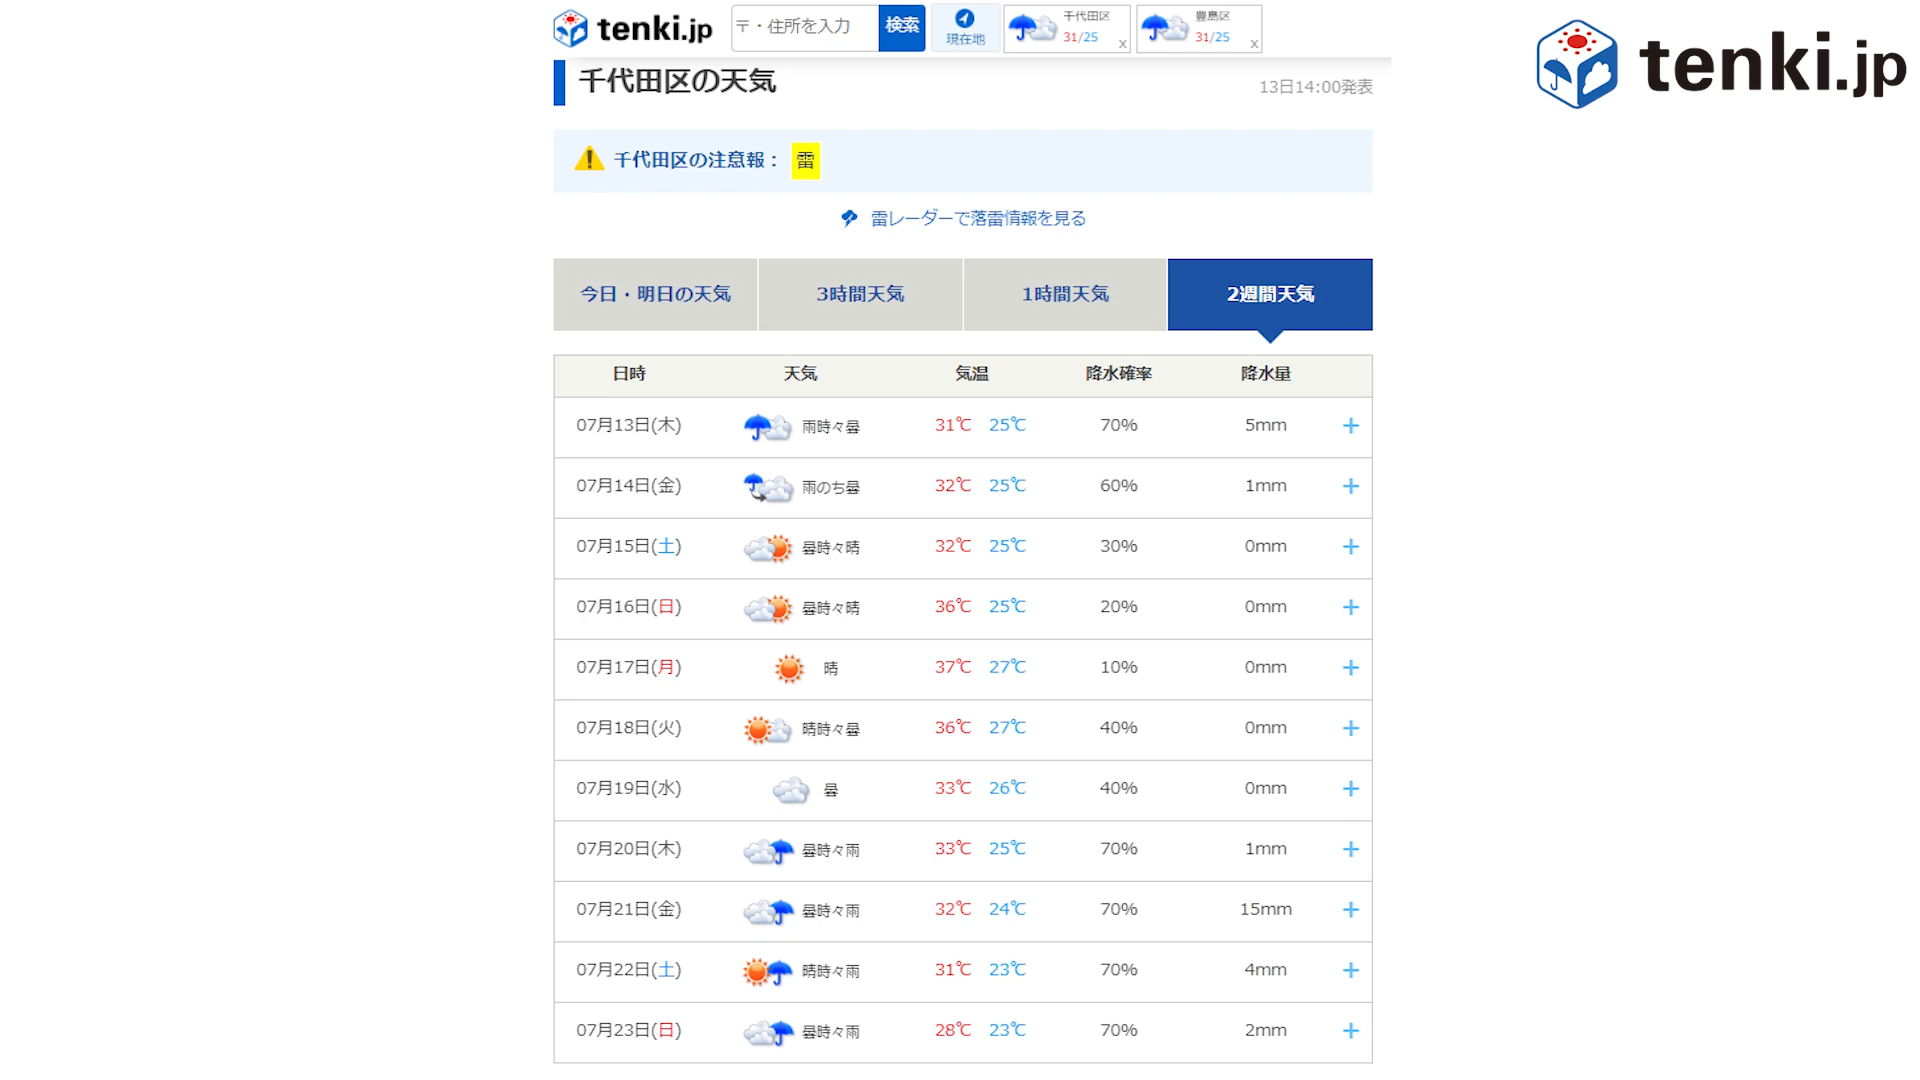 tenki.jp 〒・住所を入力 検索 現在地 千代田区 31/25 x 豊島区 31/25 x
tenki.jp
千代田区の天気 13日14:00発表
千代田区の注意報： 雷
雷レーダーで落雷情報を見る
今日・明日の天気 3時間天気 1時間天気 2週間天気
日時 天気 気温 降水確率 降水量
07月13日(木) 雨時々曇 31℃ 25℃ 70% 5mm +
07月14日(金) 雨のち曇 32℃ 25℃ 60% 1mm +
07月15日(土) 曇時々晴 32℃ 25℃ 30% 0mm +
07月16日(日) 曇時々晴 36℃ 25℃ 20% 0mm +
07月17日(月) 晴 37℃ 27℃ 10% 0mm +
07月18日(火) 晴時々曇 36℃ 27℃ 40% 0mm +
07月19日(水) 曇 33℃ 26℃ 40% 0mm +
07月20日(木) 曇時々雨 33℃ 25℃ 70% 1mm +
07月21日(金) 曇時々雨 32℃ 24℃ 70% 15mm +
07月22日(土) 晴時々雨 31℃ 23℃ 70% 4mm +
07月23日(日) 曇時々雨 28℃ 23℃ 70% 2mm +